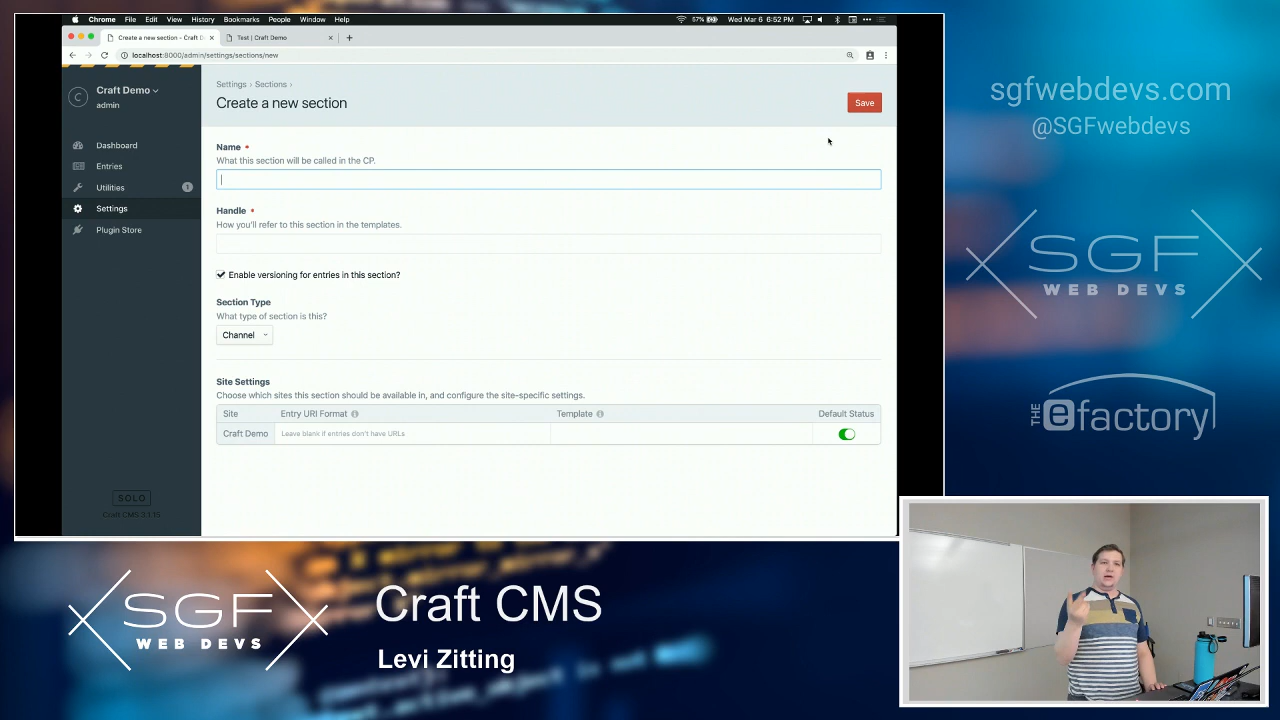 Chrome File Edit View History Bookmarks People Window Help
57% Wed Mar 6 6:52 PM
Create a new section - Craft D
Test | Craft Demo
localhost:8000/admin/settings/sections/new
C
Craft Demo
admin
Dashboard
Entries
Utilities 1
Settings
Plugin Store
SOLO
Craft CMS 3.1.15
Settings › Sections ›
Create a new section
Save
Name *
What this section will be called in the CP.
Handle *
How you'll refer to this section in the templates.
Enable versioning for entries in this section?
Section Type
What type of section is this?
Channel
Site Settings
Choose which sites this section should be available in, and configure the site-specific settings.
Site Entry URI Format Template Default Status
Craft Demo Leave blank if entries don't have URLs
sgfwebdevs.com
@SGFwebdevs
SGF
WEB DEVS
THE efactory
SGF
WEB DEVS
Craft CMS
Levi Zitting